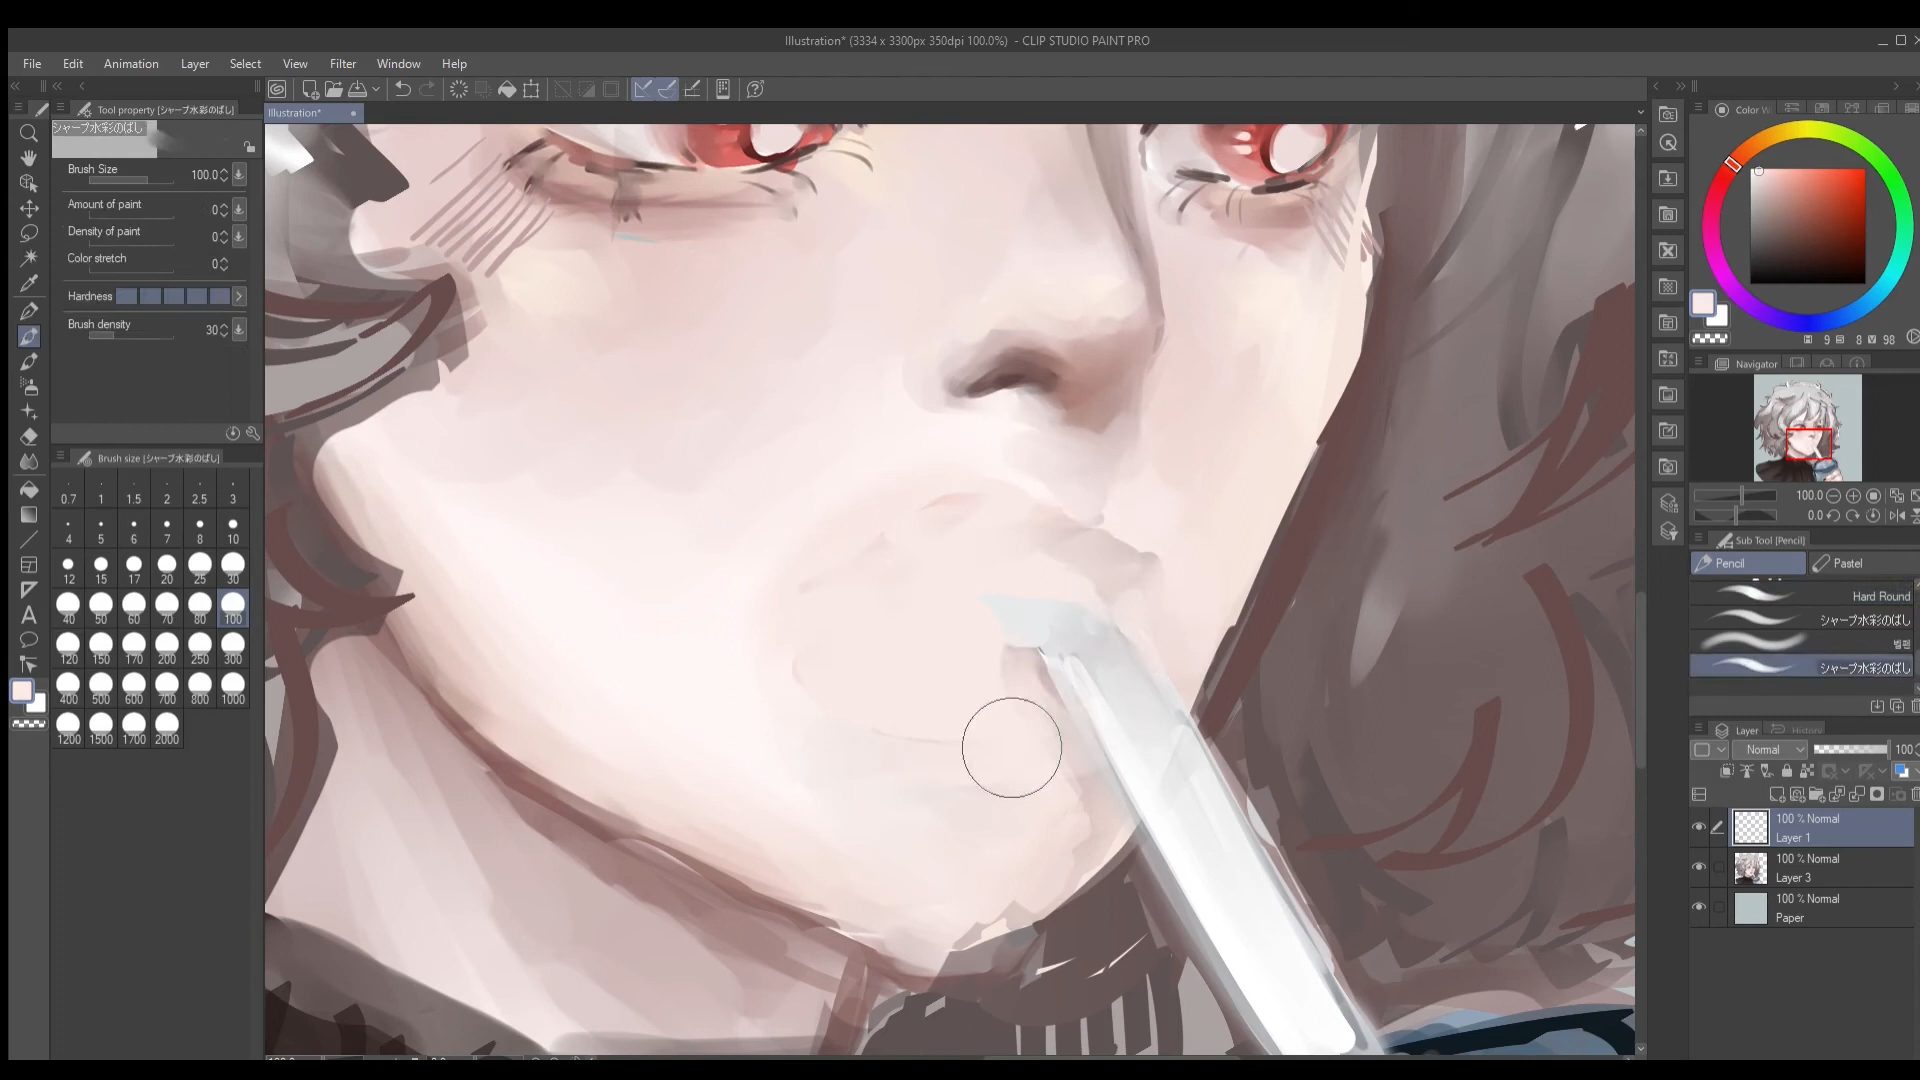 Illustration* (3334 x 3300px 350dpi 100.0%) - CLIP STUDIO PAINT PRO
File Edit Animation Layer Select View Filter Window Help
Tool property [シャープ水彩のばし]
Illustration*
シャープ水彩のばし
Brush Size 100.0
Amount of paint 0
Density of paint 0
Color stretch 0
Hardness
Brush density 30
Brush size [シャープ水彩のばし]
0.7 1 1.5 2 2.5 3
4 5 6 7 8 10
12 15 17 20 25 30
40 50 60 70 80 100
120 150 170 200 250 300
400 500 600 700 800 1000
1200 1500 1700 2000
Color W
H 9 S 8 V 98
Navigator
100.0
0.0
Sub Tool [Pencil]
Pencil Pastel
Hard Round
シャープ水彩のばし
シャープ水彩のばし
Layer History
Normal 100
100 % Normal
Layer 1
100 % Normal
Layer 3
100 % Normal
Paper